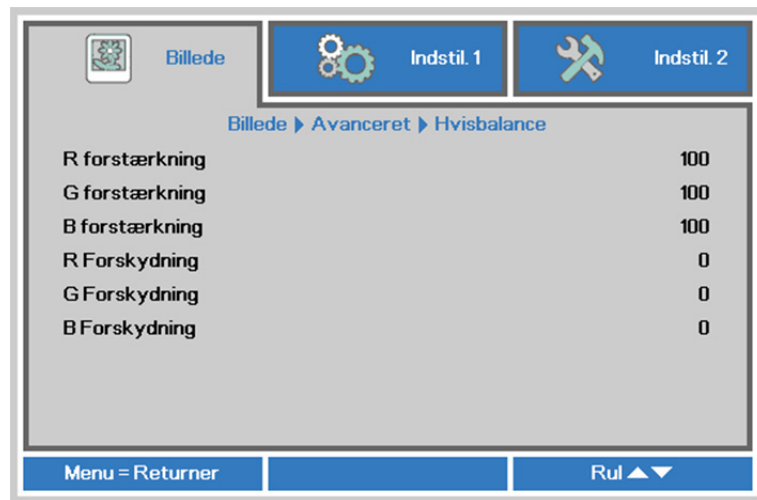 Billede
Indstil. 1
Indstil. 2
Billede ▶ Avanceret ▶ Hvisbalance
R forstærkning 100
G forstærkning 100
B forstærkning 100
R Forskydning 0
G Forskydning 0
B Forskydning 0
Menu = Returner
Rul ▲▼